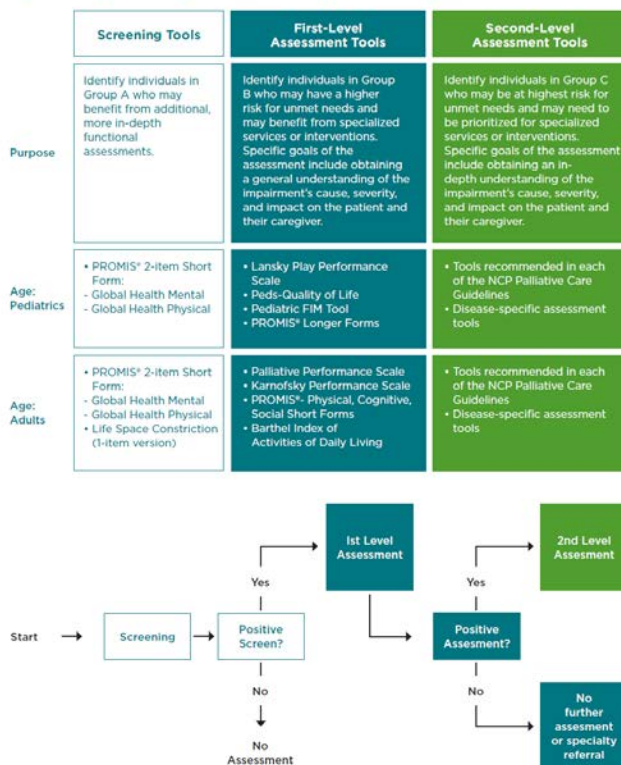 Screening Tools
First-Level
Assessment Tools
Second-Level
Assessment Tools
Purpose
Identify individuals in
Group A who may
benefit from additional,
more in-depth
functional
assessments.
Identify individuals in Group
B who may have a higher
risk for unmet needs and
may benefit from specialized
services or interventions.
Specific goals of the
assessment include obtaining
a general understanding of the
impairment's cause, severity,
and impact on the patient and
their caregiver.
Identify individuals in Group C
who may be at highest risk for
unmet needs and may need to
be prioritized for specialized
services or interventions.
Specific goals of the assessment
include obtaining an in-
depth understanding of the
impairment's cause, severity,
and impact on the patient and
their caregiver.
Age:
Pediatrics
• PROMIS® 2-item Short
Form:
- Global Health Mental
- Global Health Physical
• Lansky Play Performance
Scale
• Peds-Quality of Life
• Pediatric FIM Tool
• PROMIS® Longer Forms
• Tools recommended in each
of the NCP Palliative Care
Guidelines
• Disease-specific assessment
tools
Age:
Adults
• PROMIS® 2-item Short
Form:
- Global Health Mental
- Global Health Physical
• Life Space Constriction
(1-item version)
• Palliative Performance Scale
• Karnofsky Performance Scale
• PROMIS®- Physical, Cognitive,
Social Short Forms
• Barthel Index of
Activities of Daily Living
• Tools recommended in each
of the NCP Palliative Care
Guidelines
• Disease-specific assessment
tools
Start
Screening
Positive
Screen?
Yes
No
No
Assessment
1st Level
Assessment
Positive
Assesment?
Yes
No
2nd Level
Assesment
No
further
assesment
or specialty
referral